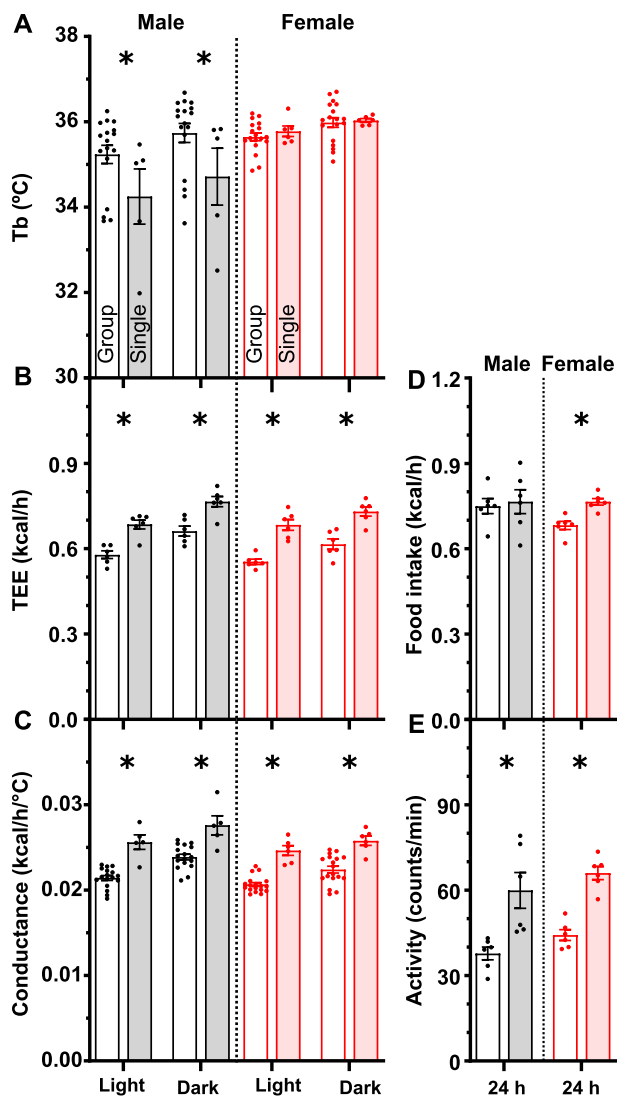 A
Male
Female
38
36
34
32
30
Tb (ºC)
* *
Group
Single
Group
Single
B
* * * *
0.9
0.6
0.3
0.0
TEE (kcal/h)
C
* * * *
0.03
0.02
0.01
0.00
Conductance (kcal/h/°C)
Light
Dark
Light
Dark
Male
Female
D
1.2
0.9
0.6
0.3
0.0
Food intake (kcal/h)
*
E
* *
90
60
30
0
Activity (counts/min)
24 h
24 h